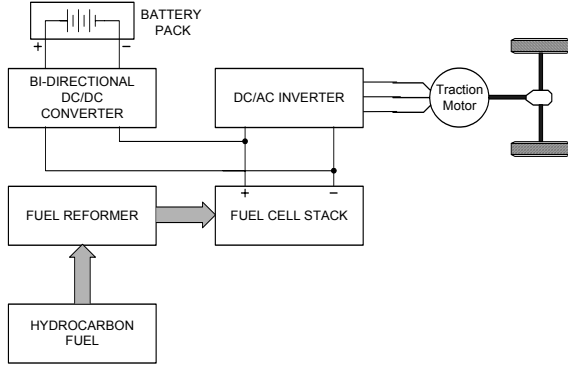 BATTERY
PACK
+ −
BI-DIRECTIONAL
DC/DC
CONVERTER
DC/AC INVERTER
Traction
Motor
+ −
FUEL REFORMER
FUEL CELL STACK
HYDROCARBON
FUEL